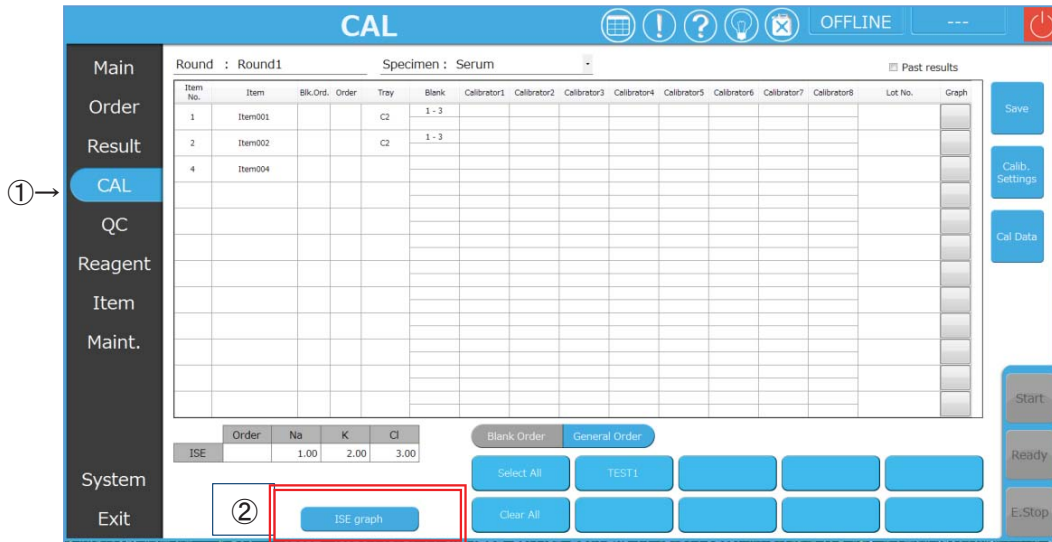 CAL
OFFLINE
---
Main
Order
Result
CAL
QC
Reagent
Item
Maint.
System
Exit
①→
Round : Round1 Specimen : Serum Past results
Item No. Item Blk.Ord. Order Tray Blank Calibrator1 Calibrator2 Calibrator3 Calibrator4 Calibrator5 Calibrator6 Calibrator7 Calibrator8 Lot No. Graph
1 Item001 C2 1 - 3
2 Item002 C2 1 - 3
4 Item004
Save
Calib.
Settings
Cal Data
Start
Ready
E.Stop
Order Na K Cl
ISE 1.00 2.00 3.00
Blank Order General Order
Select All TEST1
Clear All
② ISE graph